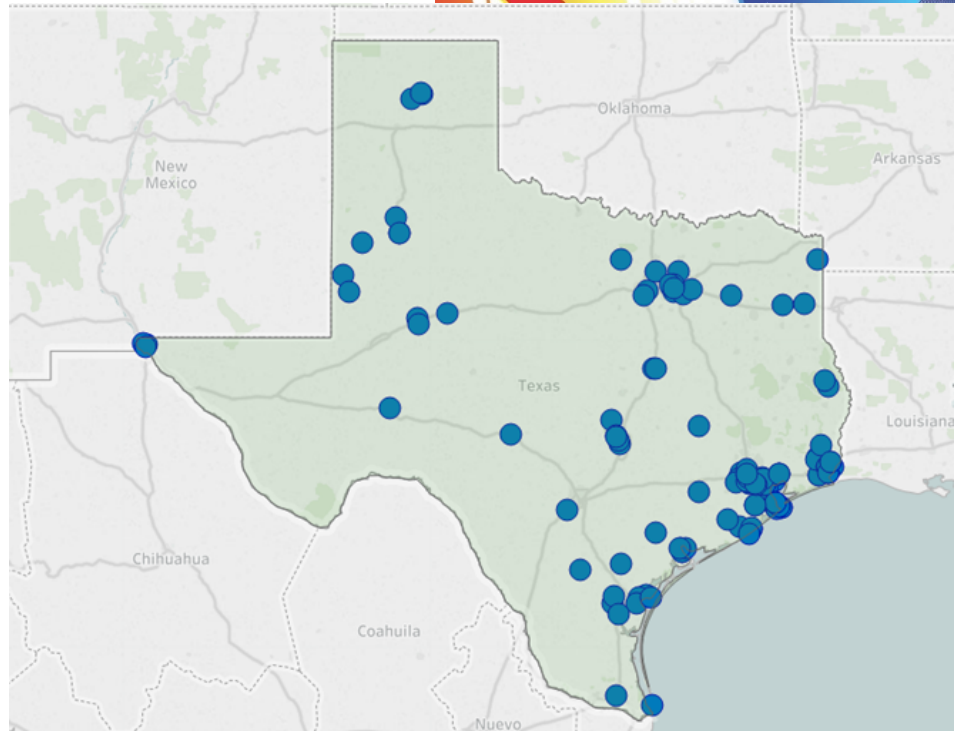 Oklahoma
New
Mexico
Arkansas
Texas
Louisiana
Chihuahua
Coahuila
Nuevo